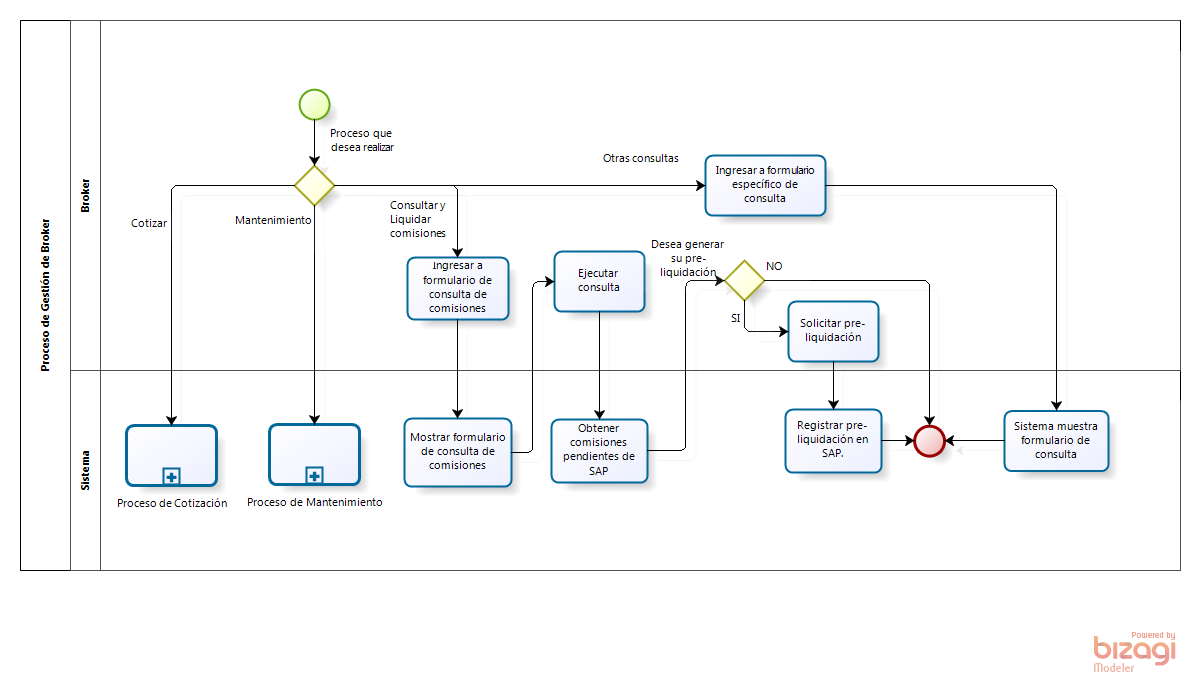 Proceso de Gestión de Broker
Broker
Sistema
Proceso que
desea realizar
Cotizar
Mantenimiento
Consultar y
Liquidar
comisiones
Otras consultas
Ingresar a formulario
específico de
consulta
Ingresar a
formulario de
consulta de
comisiones
Ejecutar
consulta
Desea generar
su pre-
liquidación
NO
SI
Solicitar pre-
liquidación
Proceso de Cotización
Proceso de Mantenimiento
Mostrar formulario
de consulta de
comisiones
Obtener
comisiones
pendientes de
SAP
Registrar pre-
liquidación en
SAP.
Sistema muestra
formulario de
consulta
Powered by
bizagi
Modeler